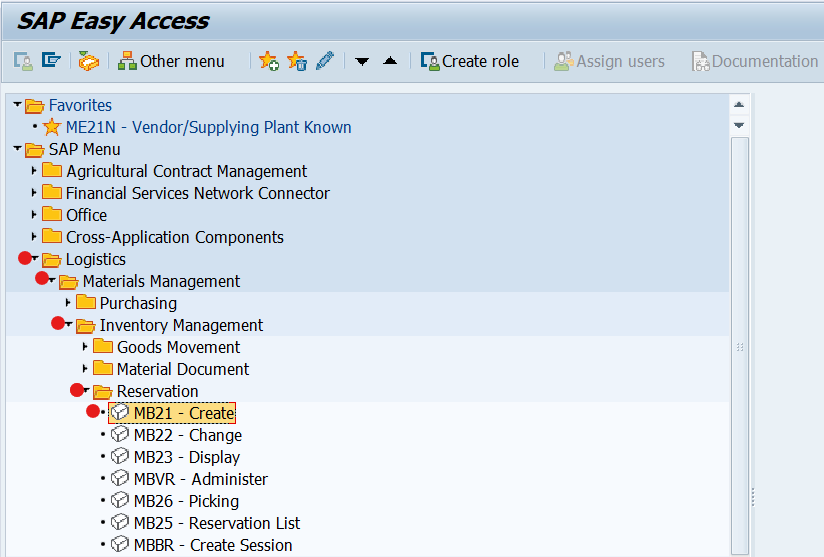 SAP Easy Access
Other menu Create role Assign users Documentation
Favorites
ME21N - Vendor/Supplying Plant Known
SAP Menu
Agricultural Contract Management
Financial Services Network Connector
Office
Cross-Application Components
Logistics
Materials Management
Purchasing
Inventory Management
Goods Movement
Material Document
Reservation
MB21 - Create
MB22 - Change
MB23 - Display
MBVR - Administer
MB26 - Picking
MB25 - Reservation List
MBBR - Create Session